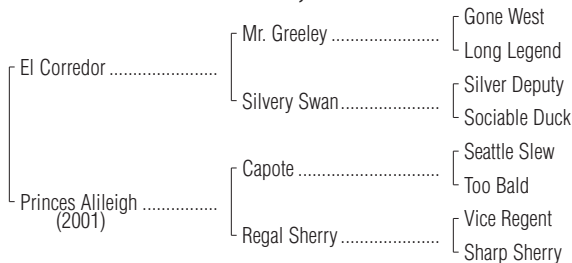 Gone West
Mr. Greeley .......................
Long Legend
El Corredor .......................
Silver Deputy
Silvery Swan .....................
Sociable Duck
Seattle Slew
Capote ..............................
Too Bald
Princes Alileigh ................
(2001)
Vice Regent
Regal Sherry .....................
Sharp Sherry